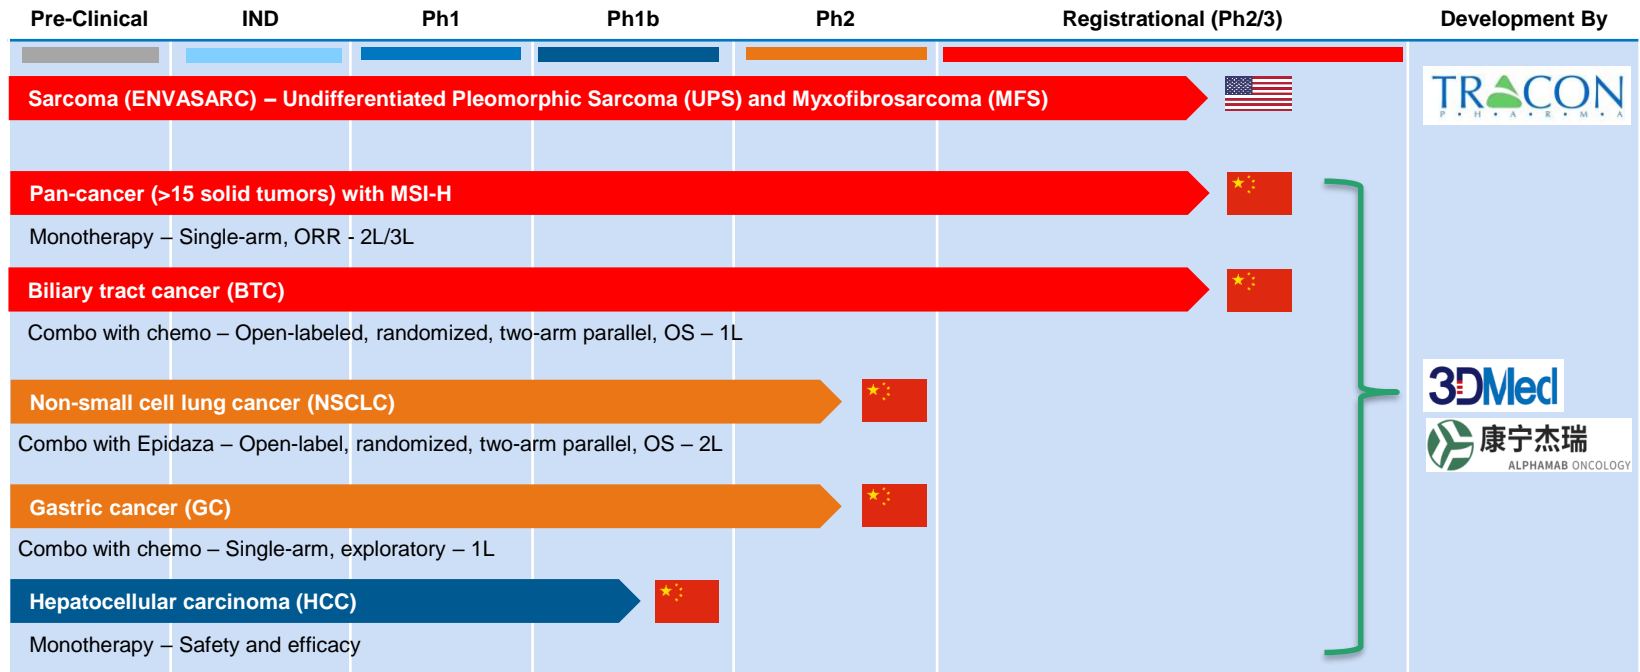 Pre-Clinical IND Ph1 Ph1b Ph2 Registrational (Ph2/3) Development By
Sarcoma (ENVASARC) – Undifferentiated Pleomorphic Sarcoma (UPS) and Myxofibrosarcoma (MFS)
TRACON
PHARMA
Pan-cancer (>15 solid tumors) with MSI-H
Monotherapy – Single-arm, ORR - 2L/3L
Biliary tract cancer (BTC)
Combo with chemo – Open-labeled, randomized, two-arm parallel, OS – 1L
Non-small cell lung cancer (NSCLC)
Combo with Epidaza – Open-label, randomized, two-arm parallel, OS – 2L
3DMed
康宁杰瑞
ALPHAMAB ONCOLOGY
Gastric cancer (GC)
Combo with chemo – Single-arm, exploratory – 1L
Hepatocellular carcinoma (HCC)
Monotherapy – Safety and efficacy